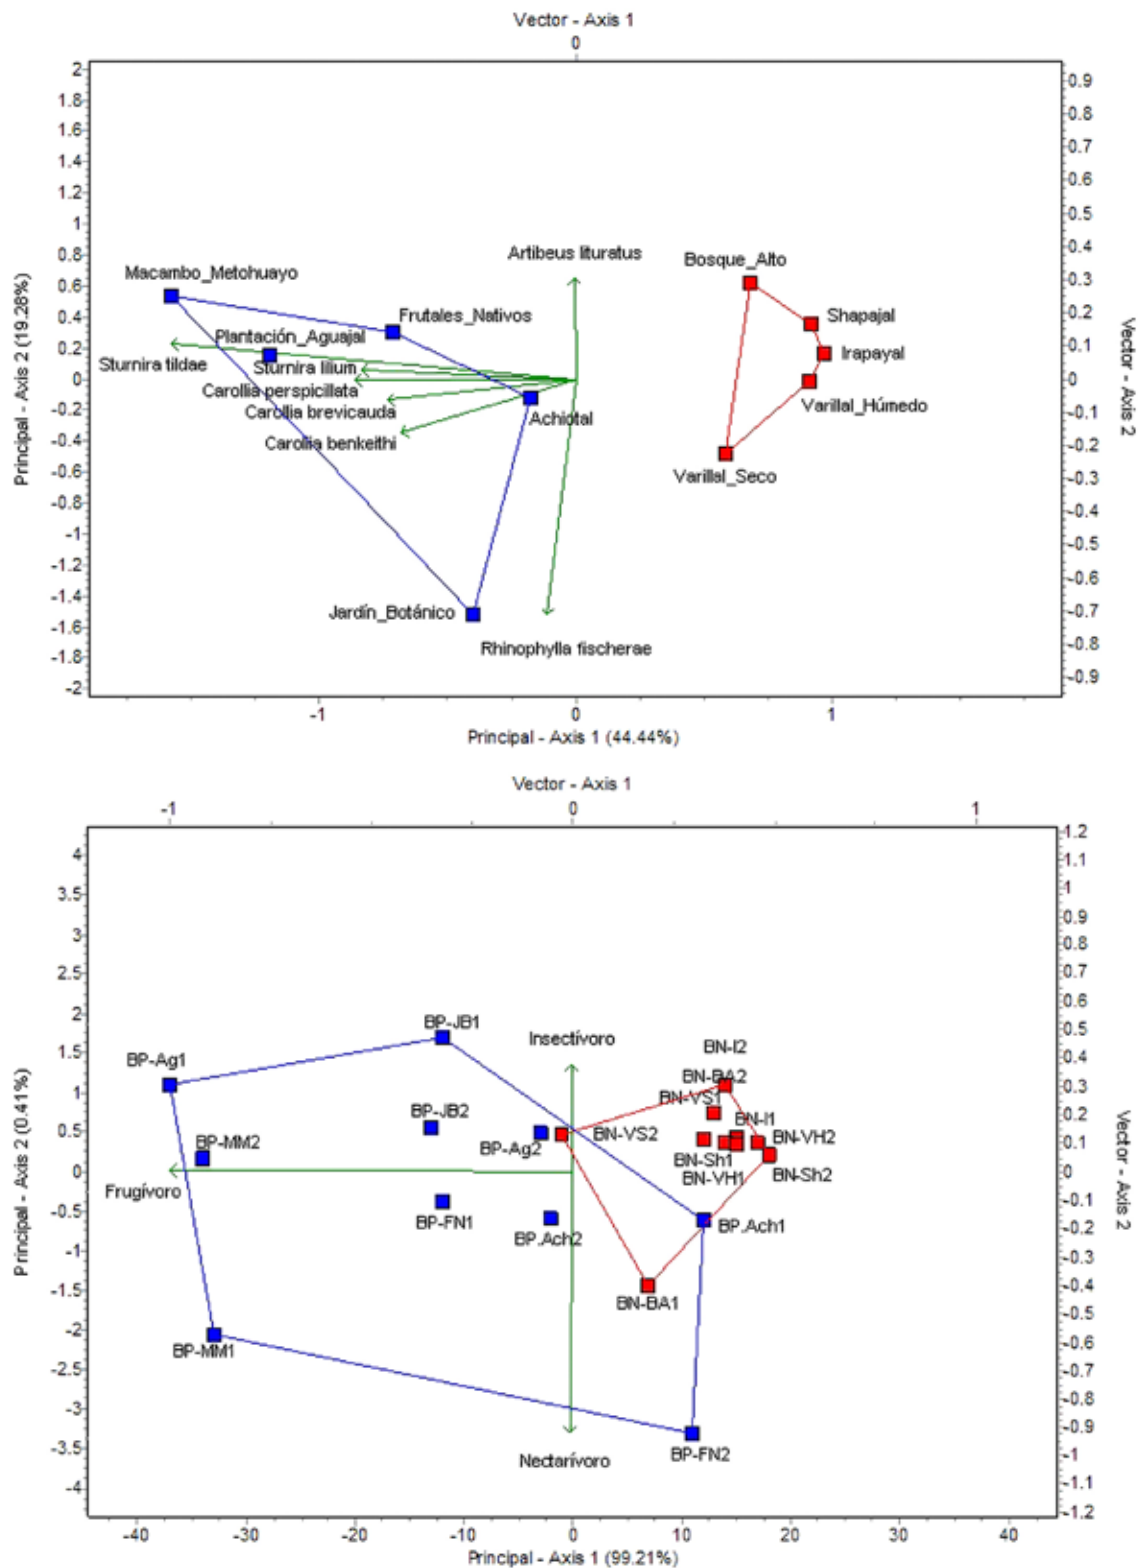 Vector - Axis 1
0
2
1.8
1.6
1.4
1.2
1
0.8
0.6
0.4
0.2
0
-0.2
-0.4
-0.6
-0.8
-1
-1.2
-1.4
-1.6
-1.8
-2
Principal - Axis 2 (19.28%)
0.9
0.8
0.7
0.6
0.5
0.4
0.3
0.2
0.1
0
-0.1
-0.2
-0.3
-0.4
-0.5
-0.6
-0.7
-0.8
-0.9
Vector - Axis 2
Artibeus lituratus
Bosque_Alto
Macambo_Metohuayo
Frutales_Nativos
Shapajal
Plantación_Aguajal
Irapayal
Sturnira tildae
Sturnira lilium
Carollia perspicillata
Varillal_Húmedo
Carollia brevicauda
Achiotal
Carollia benkeithi
Varillal_Seco
Jardín_Botánico
Rhinophylla fischerae
-1
0
1
Principal - Axis 1 (44.44%)
Vector - Axis 1
-1
0
1
4
3.5
3
2.5
2
1.5
1
0.5
0
-0.5
-1
-1.5
-2
-2.5
-3
-3.5
-4
Principal - Axis 2 (0.41%)
1.2
1.1
1
0.9
0.8
0.7
0.6
0.5
0.4
0.3
0.2
0.1
0
-0.1
-0.2
-0.3
-0.4
-0.5
-0.6
-0.7
-0.8
-0.9
-1
-1.1
-1.2
Vector - Axis 2
BP-JB1
Insectívoro
BN-I2
BP-Ag1
BN-BA2
BN-VS1
BP-JB2
BN-I1
BN-VS2
BN-VH2
BP-MM2
BP-Ag2
BN-Sh1
BN-VH1
BN-Sh2
Frugívoro
BP-FN1
BP.Ach2
BP.Ach1
BN-BA1
BP-MM1
Nectarívoro
BP-FN2
-40
-30
-20
-10
0
10
20
30
40
Principal - Axis 1 (99.21%)